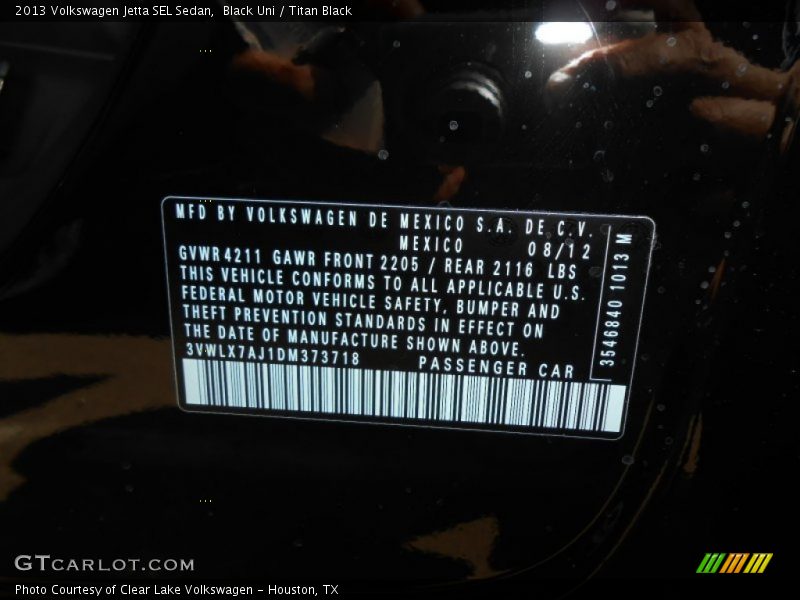 2013 Volkswagen Jetta SEL Sedan,  Black Uni / Titan Black
MFD BY VOLKSWAGEN DE MEXICO S.A. DE C.V.
MEXICO 08/12
GVWR 4211 GAWR FRONT 2205 / REAR 2116 LBS
THIS VEHICLE CONFORMS TO ALL APPLICABLE U.S.
FEDERAL MOTOR VEHICLE SAFETY, BUMPER AND
THEFT PREVENTION STANDARDS IN EFFECT ON
THE DATE OF MANUFACTURE SHOWN ABOVE.
3VWLX7AJ1DM373718 PASSENGER CAR
3546840 1013 M
GTCARLOT.COM
Photo Courtesy of Clear Lake Volkswagen - Houston, TX